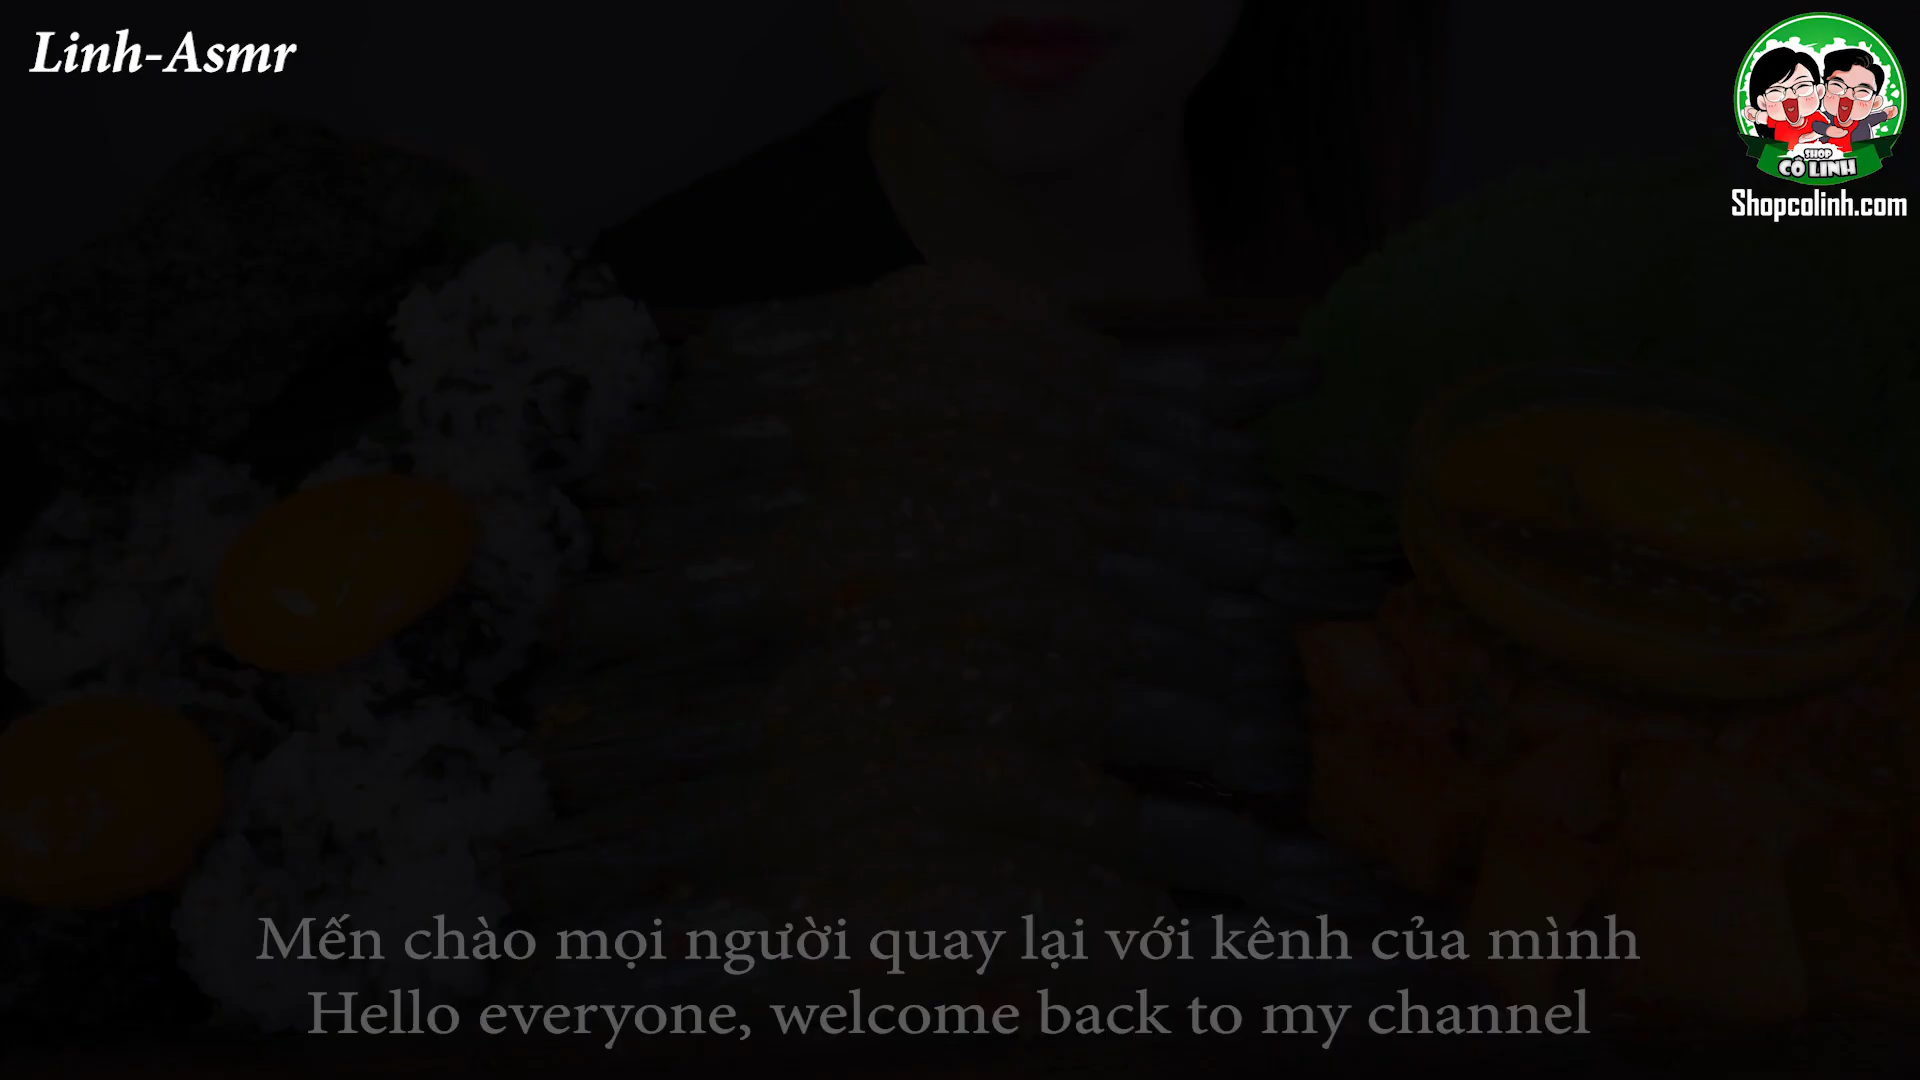 Linh-Asmr
SHOP
CÔ LINH
Shopcolinh.com
Mến chào mọi người quay lại với kênh của mình
Hello everyone, welcome back to my channel